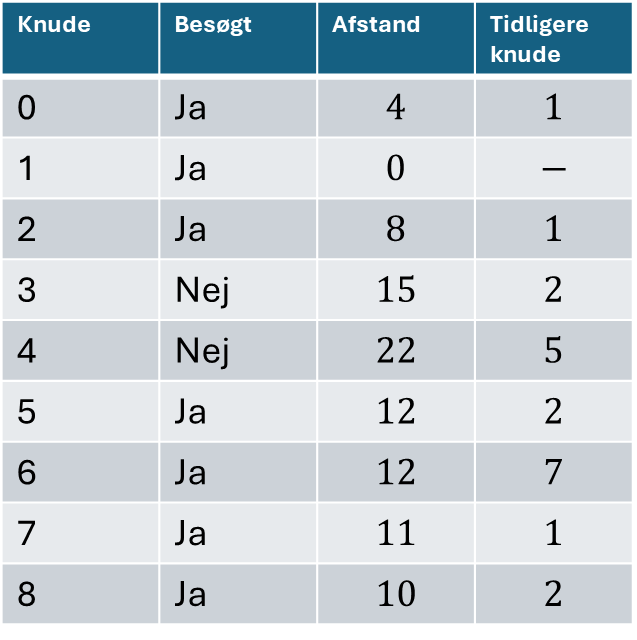 Knude Besøgt Afstand Tidligere
knude
0 Ja 4 1
1 Ja 0 –
2 Ja 8 1
3 Nej 15 2
4 Nej 22 5
5 Ja 12 2
6 Ja 12 7
7 Ja 11 1
8 Ja 10 2